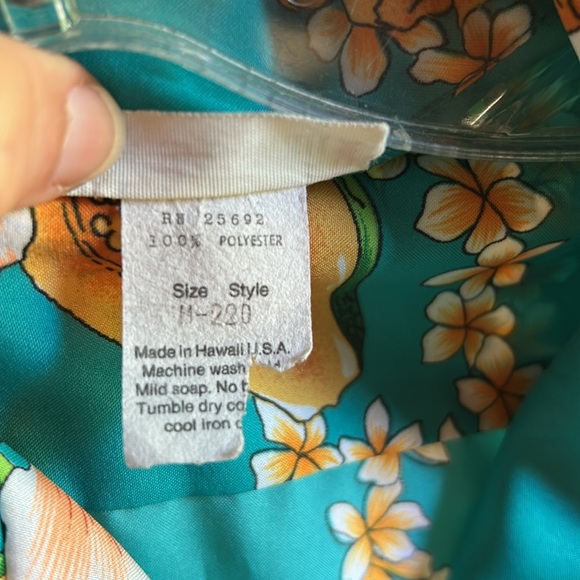 RN 25692
100% POLYESTER
Size Style
M-220
Made in Hawaii U.S.A.
Machine wash
Mild soap. No
Tumble dry
cool iron